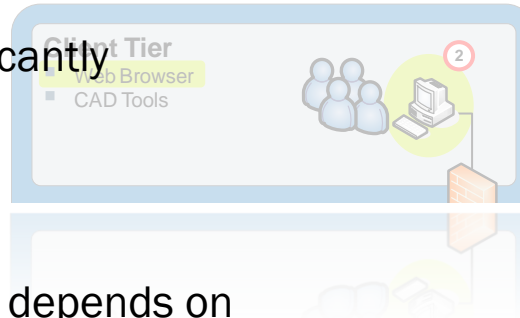 Client Tier
cantly
Web Browser
CAD Tools
2
depends on